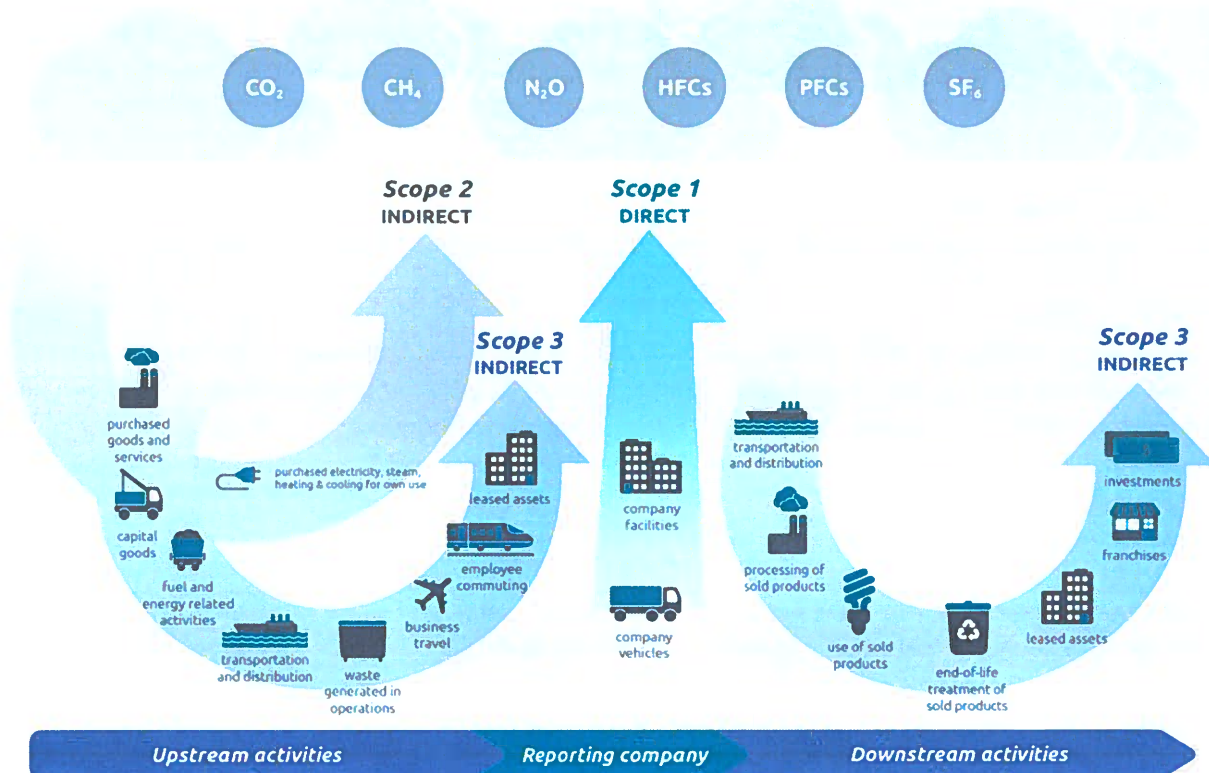 CO₂
CH₄
N₂O
HFCs
PFCs
SF₆
Scope 2
INDIRECT
Scope 1
DIRECT
Scope 3
INDIRECT
Scope 3
INDIRECT
purchased
goods and
services
capital
goods
fuel and
energy related
activities
purchased electricity, steam,
heating & cooling for own use
transportation
and distribution
waste
generated in
operations
business
travel
employee
commuting
leased assets
company
facilities
company
vehicles
transportation
and distribution
processing of
sold products
use of sold
products
end-of-life
treatment of
sold products
leased assets
franchises
investments
Upstream activities
Reporting company
Downstream activities